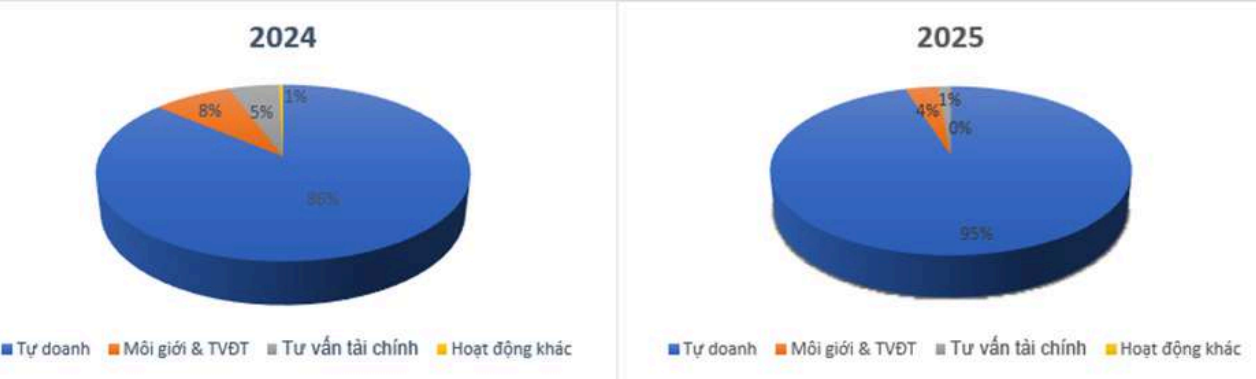 2024
8%
5%
1%
86%
Tự doanh
Môi giới & TVĐT
Tư vấn tài chính
Hoạt động khác
2025
4%
1%
0%
95%
Tự doanh
Môi giới & TVĐT
Tư vấn tài chính
Hoạt động khác